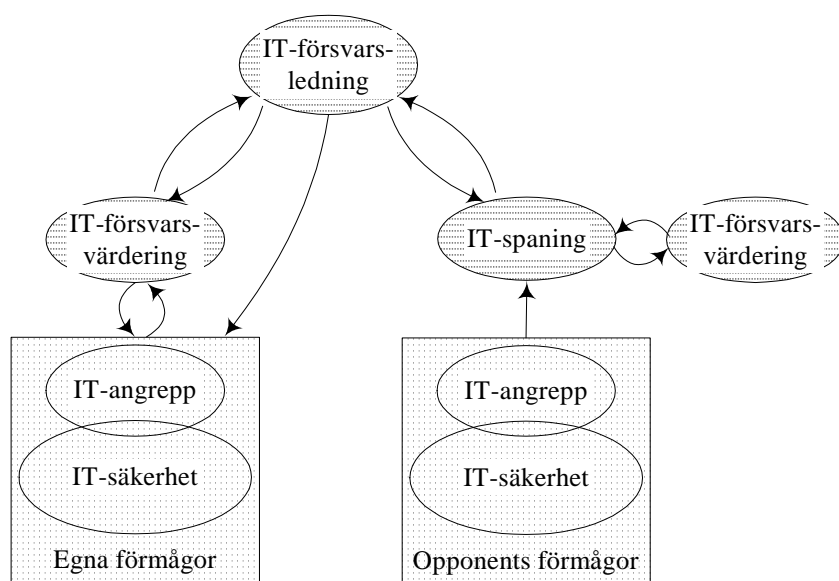 IT-försvars-
ledning
IT-försvars-
värdering
IT-spaning
IT-försvars-
värdering
IT-angrepp
IT-säkerhet
Egna förmågor
IT-angrepp
IT-säkerhet
Opponents förmågor